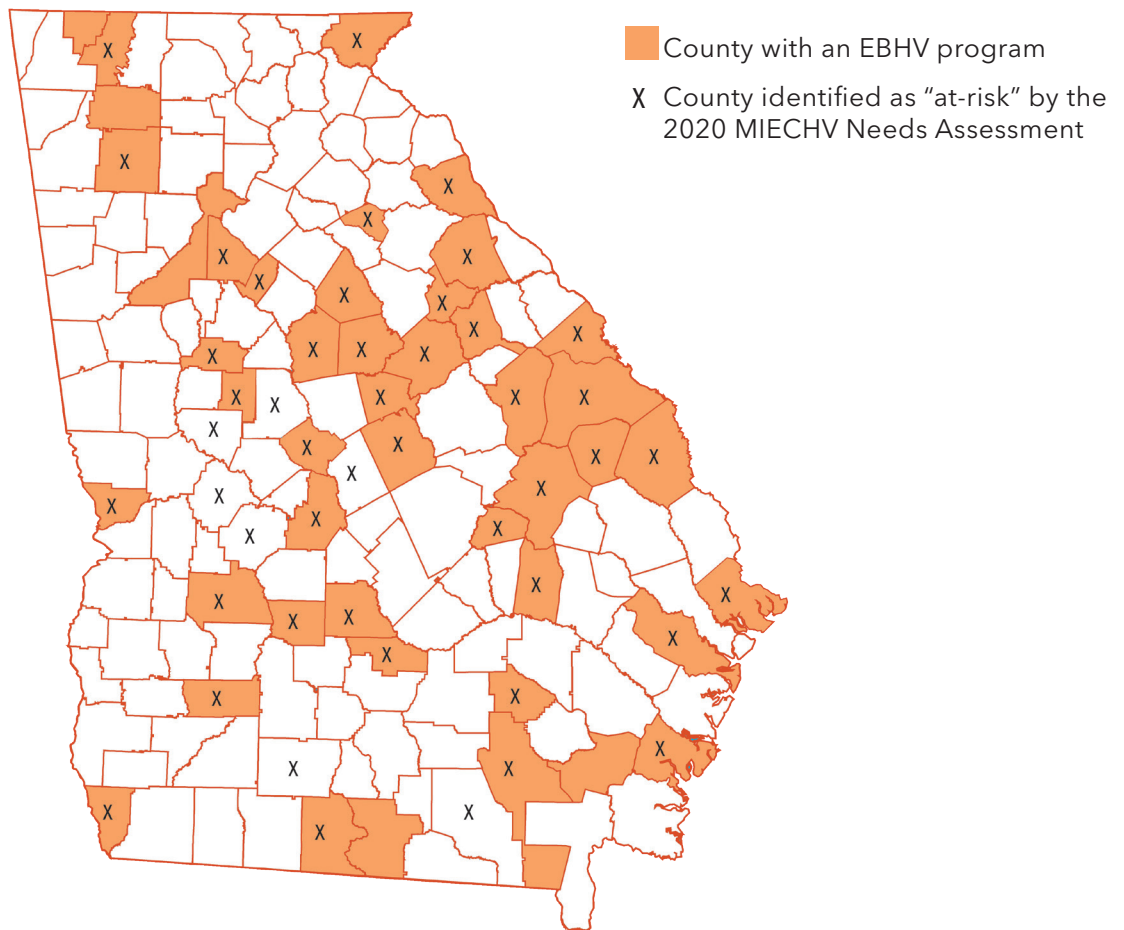 County with an EBHV program
X County identified as “at-risk” by the
2020 MIECHV Needs Assessment